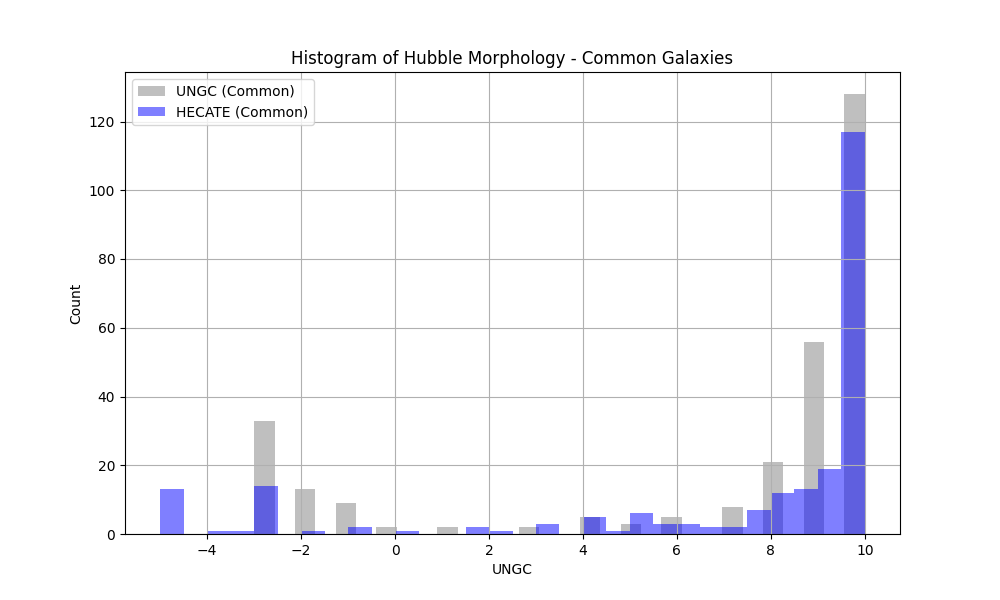 Histogram of Hubble Morphology - Common Galaxies
UNGC (Common)
HECATE (Common)
120
100
80
60
40
20
0
Count
−4 −2 0 2 4 6 8 10
UNGC